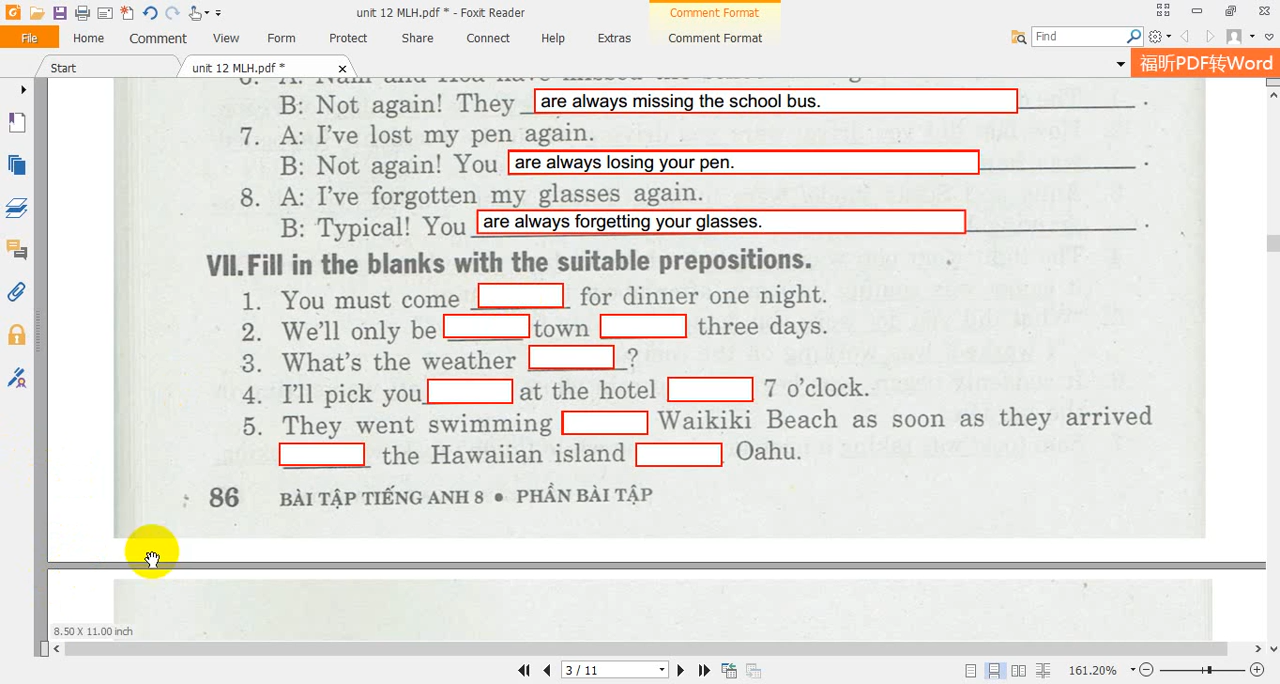 unit 12 MLH.pdf * - Foxit Reader
Comment Format
File Home Comment View Form Protect Share Connect Help Extras Comment Format Find
福昕PDF转Word
Start unit 12 MLH.pdf *
B: Not again! They are always missing the school bus.
7. A: I've lost my pen again.
B: Not again! You are always losing your pen.
8. A: I've forgotten my glasses again.
B: Typical! You are always forgetting your glasses.
VII. Fill in the blanks with the suitable prepositions.
1. You must come for dinner one night.
2. We'll only be town three days.
3. What's the weather ?
4. I'll pick you at the hotel 7 o'clock.
5. They went swimming Waikiki Beach as soon as they arrived
the Hawaiian island Oahu.
86 BÀI TẬP TIẾNG ANH 8 • PHẦN BÀI TẬP
8.50 X 11.00 inch
3 / 11 161.20%